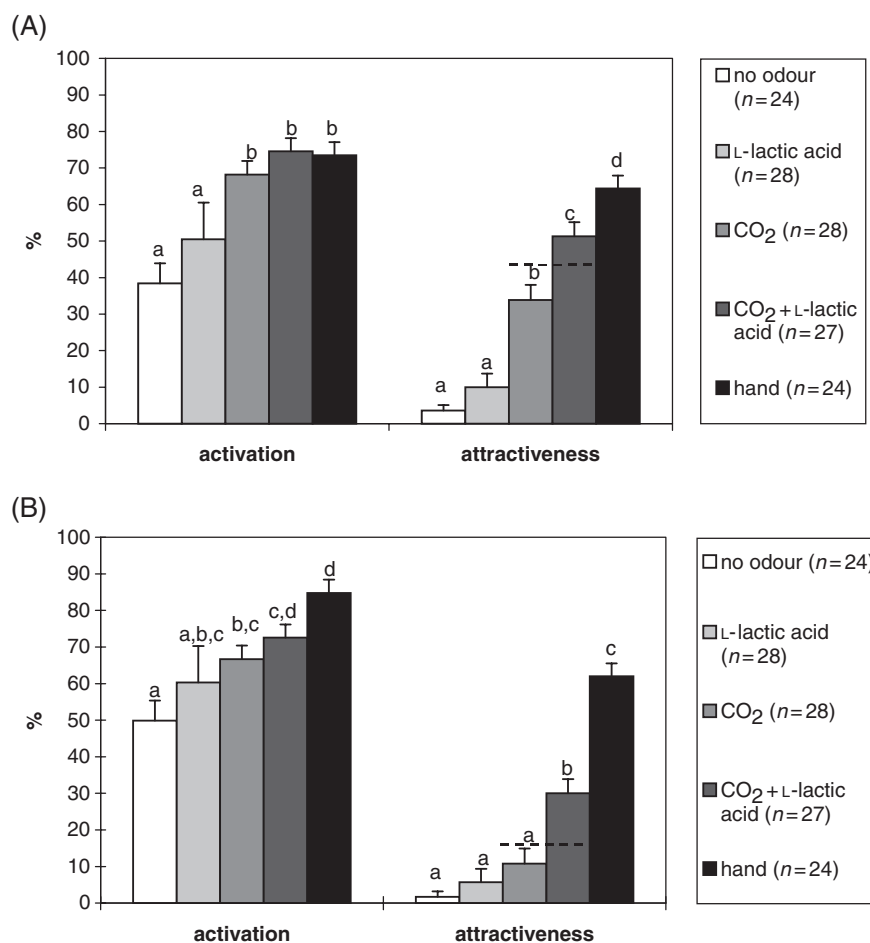 (A)
100
90
80
70
60
50
40
30
20
10
0
%
a
a
b
b
b
a
a
b
c
d
activation
attractiveness
no odour
(n=24)
L-lactic acid
(n=28)
CO2 (n=28)
CO2+L-lactic
acid (n=27)
hand (n=24)
(B)
100
90
80
70
60
50
40
30
20
10
0
%
a
a,b,c
b,c
c,d
d
a
a
a
b
c
activation
attractiveness
no odour (n=24)
L-lactic acid
(n=28)
CO2 (n=28)
CO2+L-lactic
acid (n=27)
hand (n=24)